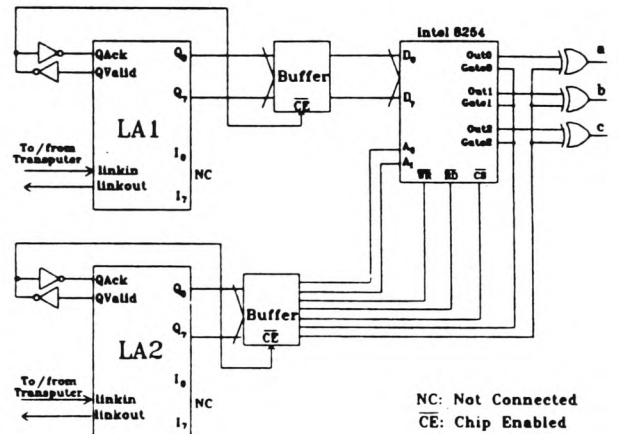 Intel 8254
QAck
QValid
Q₀
Q₇
LA1
To/from
Transputer
linkin
linkout
I₀
NC
I₇
Buffer
CE
D₀
D₇
A₀
A₁
WR
RD
CS
Out0
Gate0
Out1
Gate1
Out2
Gate2
a
b
c
QAck
QValid
Q₀
Q₇
LA2
To/from
Transputer
linkin
linkout
I₀
NC
I₇
Buffer
CE
NC: Not Connected
CE: Chip Enabled